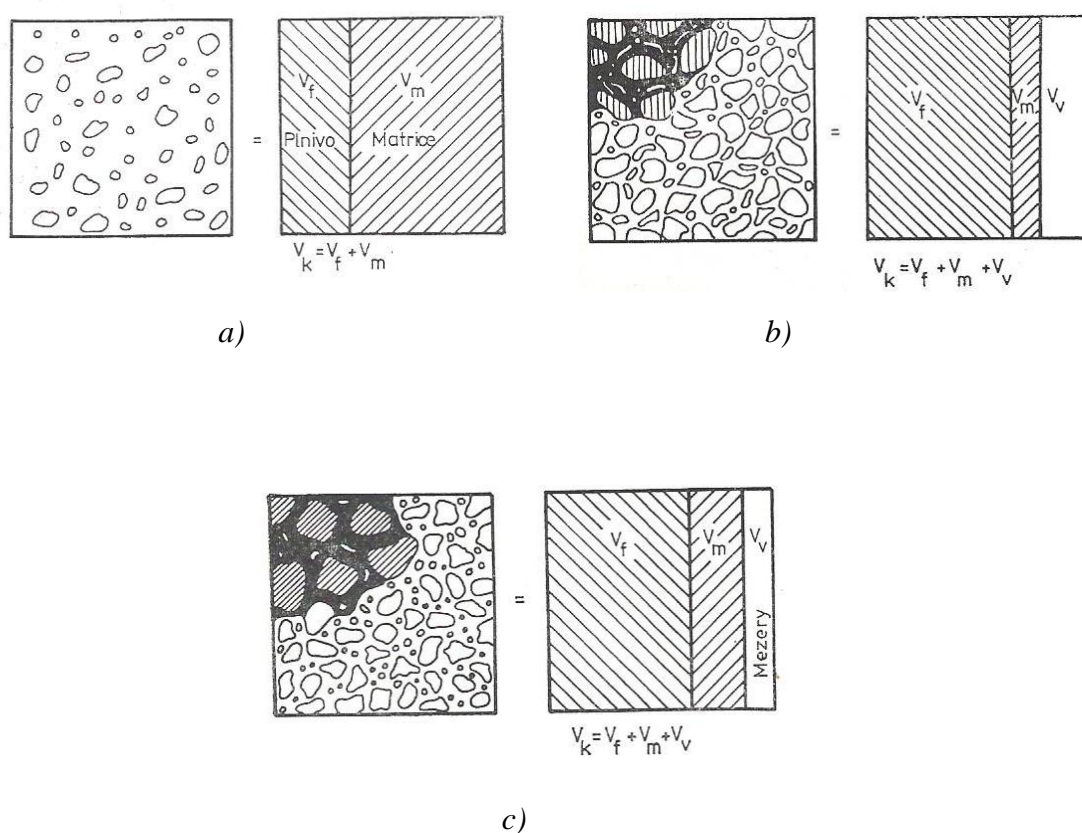 V_f V_m
= Plnivo Matrice
V_k = V_f + V_m
a)
V_f V_m V_v
=
V_k = V_f + V_m + V_v
b)
V_f V_m V_v
=
Mezery
V_k = V_f + V_m + V_v
c)